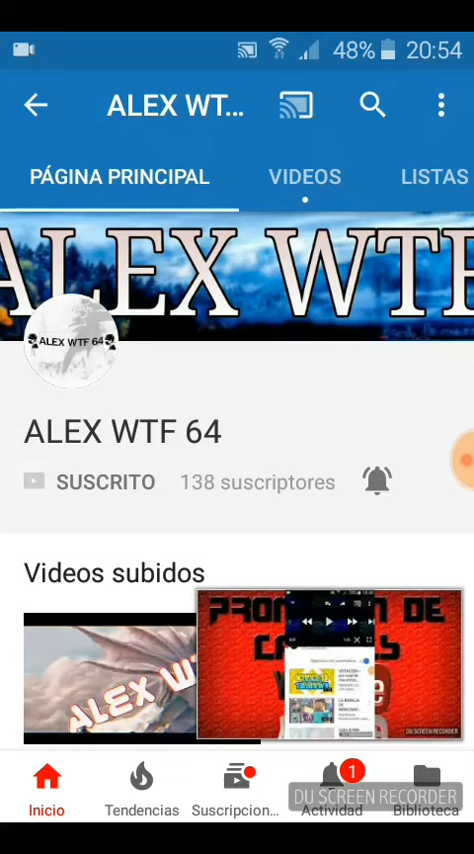 48% 20:54
ALEX WT...
PÁGINA PRINCIPAL VIDEOS LISTAS
ALEX WTF
ALEX WTF 64
ALEX WTF 64
SUSCRITO 138 suscriptores
Videos subidos
ALEX W
DE
DU SCREEN RECORDER
1
DU SCREEN RECORDER
Inicio Tendencias Suscripcion... Actividad Biblioteca